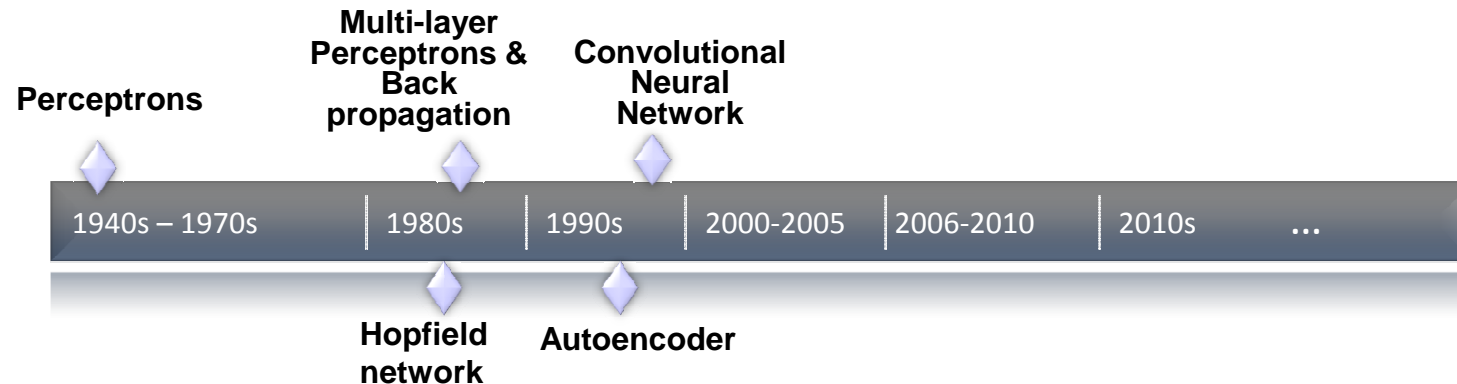 Multi-layer
Perceptrons &
Back
propagation
Convolutional
Neural
Network
Perceptrons
1940s – 1970s
1980s
1990s
2000-2005
2006-2010
2010s
...
Hopfield
network
Autoencoder